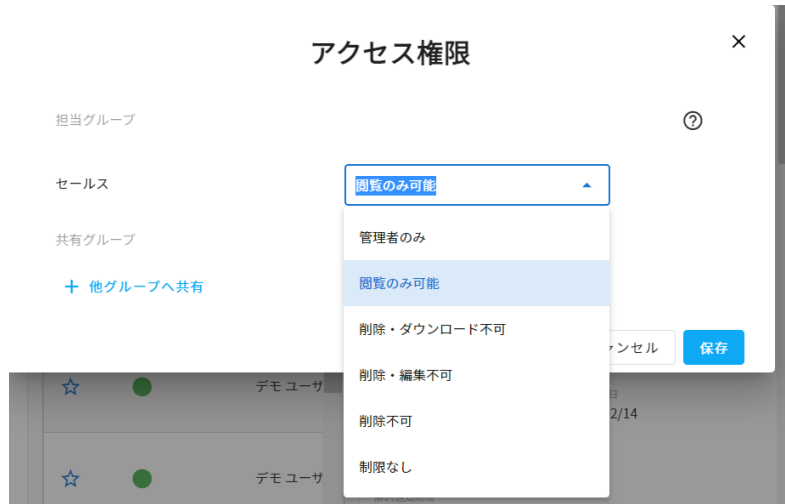 アクセス権限
担当グループ
セールス
閲覧のみ可能
共有グループ
管理者のみ
閲覧のみ可能
+ 他グループへ共有
削除・ダウンロード不可
ンセル
保存
削除・編集不可
デモ ユーザ
2/14
削除不可
制限なし
デモ ユーザ